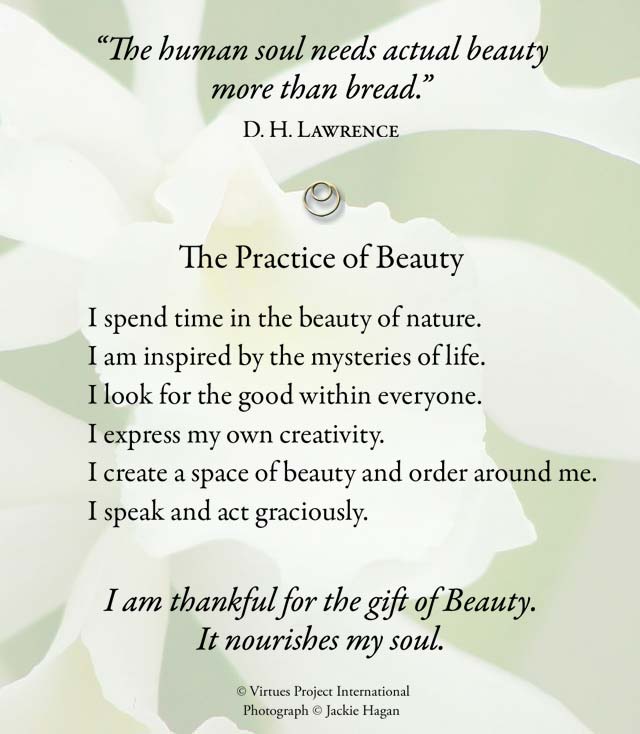 “The human soul needs actual beauty
more than bread.”
D. H. Lawrence
The Practice of Beauty
I spend time in the beauty of nature.
I am inspired by the mysteries of life.
I look for the good within everyone.
I express my own creativity.
I create a space of beauty and order around me.
I speak and act graciously.
I am thankful for the gift of Beauty.
It nourishes my soul.
© Virtues Project International
Photograph © Jackie Hagan